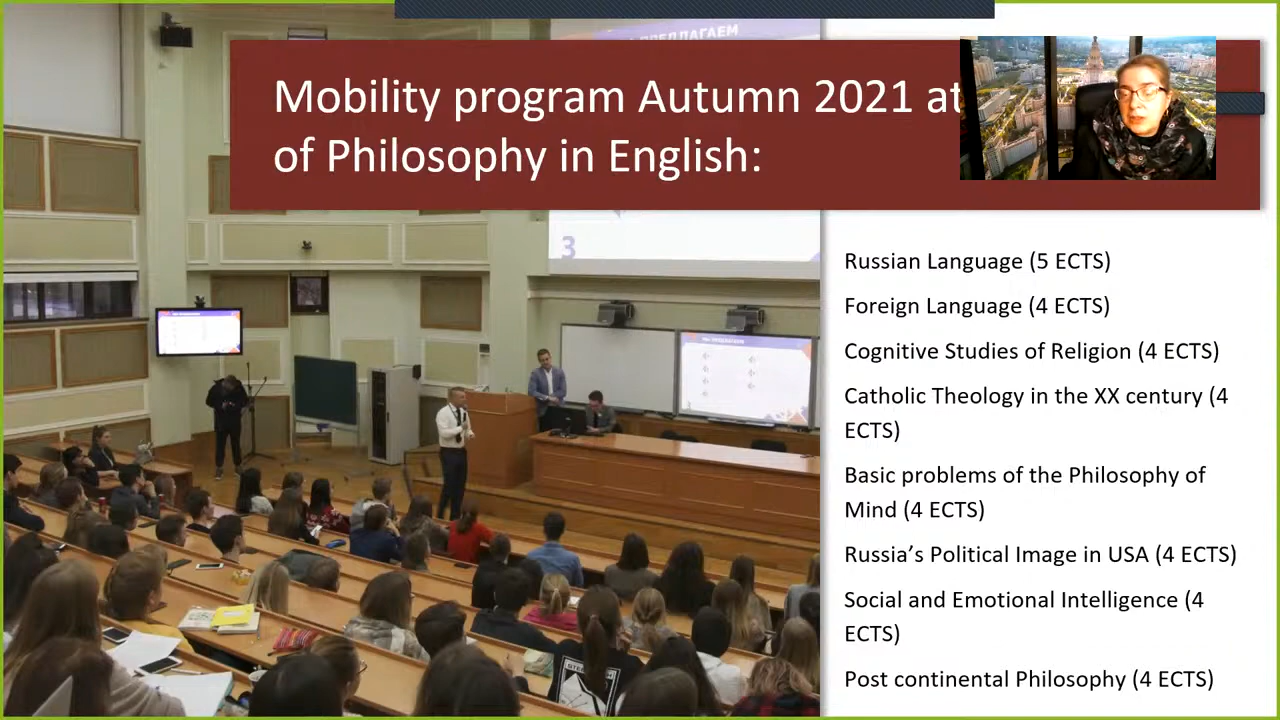 ПРЕДЛАГАЕМ
Mobility program Autumn 2021 at
of Philosophy in English:
3
Russian Language (5 ECTS)
Foreign Language (4 ECTS)
Cognitive Studies of Religion (4 ECTS)
Catholic Theology in the XX century (4
ECTS)
Basic problems of the Philosophy of
Mind (4 ECTS)
Russia’s Political Image in USA (4 ECTS)
Social and Emotional Intelligence (4
ECTS)
Post continental Philosophy (4 ECTS)